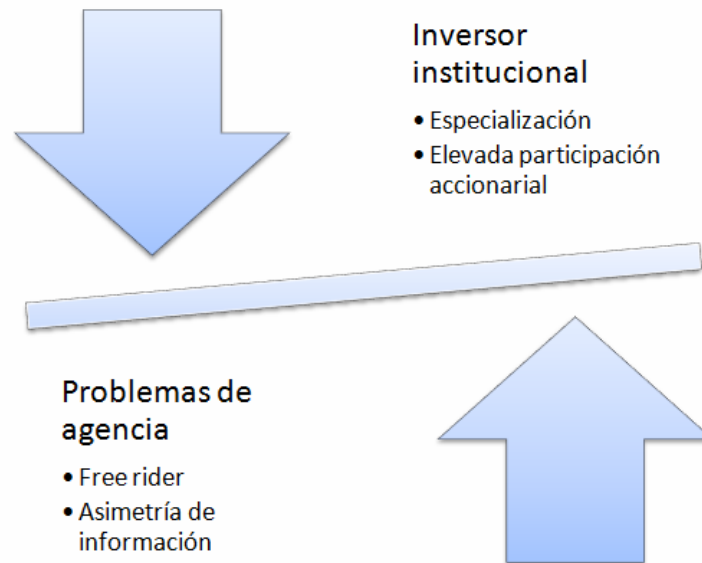 Inversor
institucional
• Especialización
• Elevada participación
accionarial
Problemas de
agencia
• Free rider
• Asimetría de
información